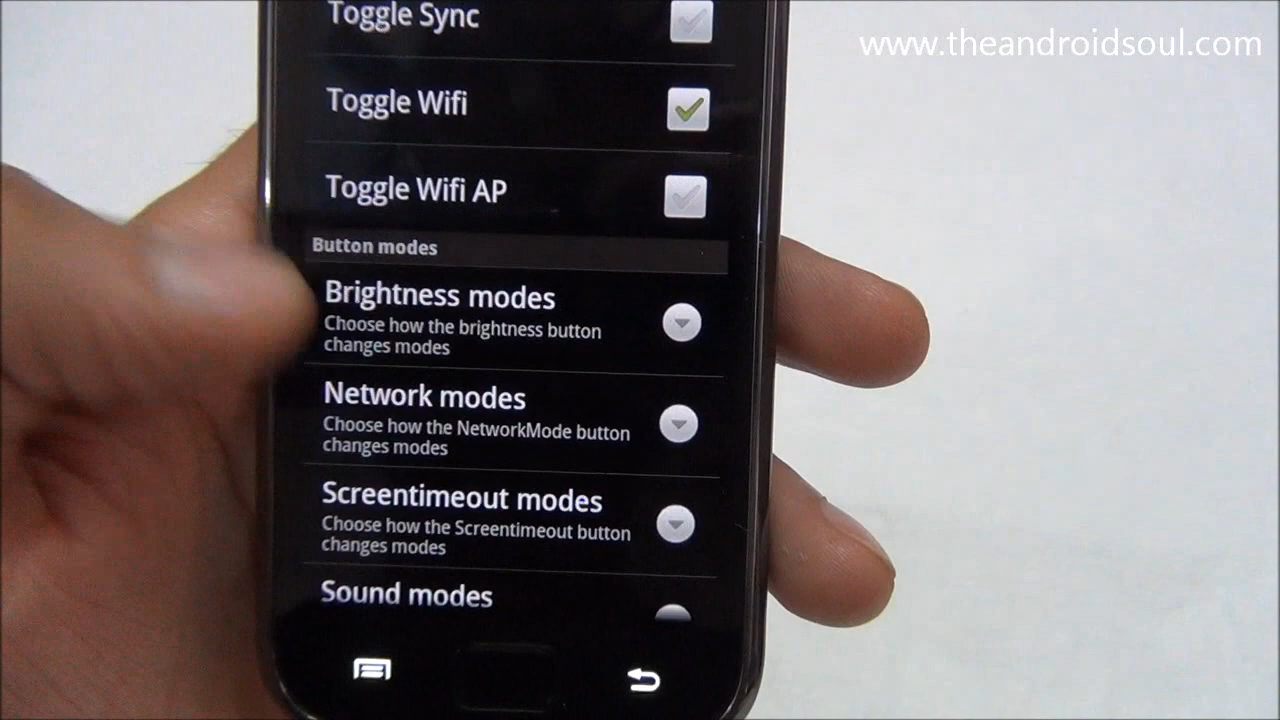 www.theandroidsoul.com
Toggle Sync
Toggle Wifi
Toggle Wifi AP
Button modes
Brightness modes
Choose how the brightness button
changes modes
Network modes
Choose how the NetworkMode button
changes modes
Screentimeout modes
Choose how the Screentimeout button
changes modes
Sound modes